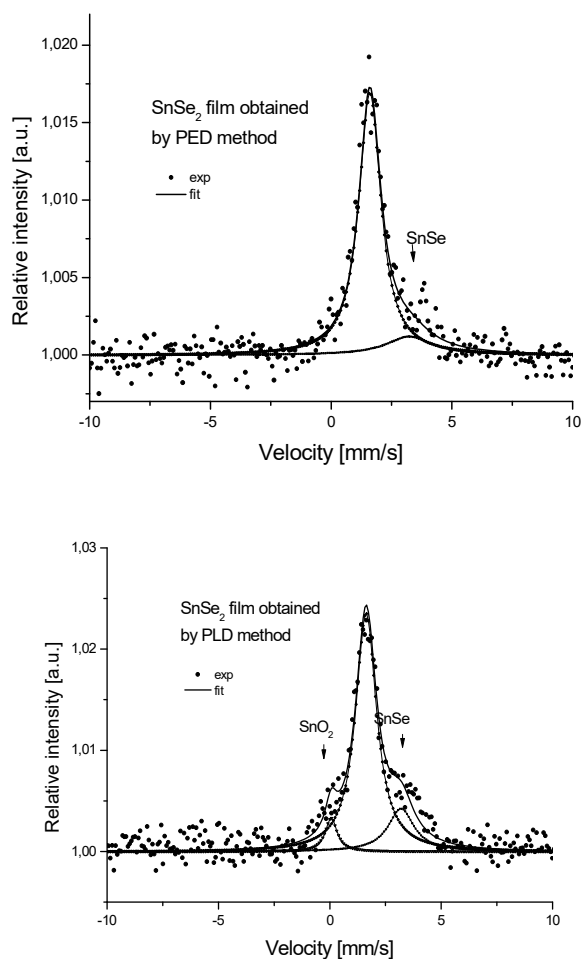 1,020
SnSe₂ film obtained
by PED method
1,015
exp
fit
1,010
SnSe
1,005
1,000
Relative intensity [a.u.]
-10 -5 0 5 10
Velocity [mm/s]
1,03
SnSe₂ film obtained
by PLD method
1,02
exp
fit
SnO₂ SnSe
1,01
1,00
Relative intensity [a.u.]
-10 -5 0 5 10
Velocity [mm/s]